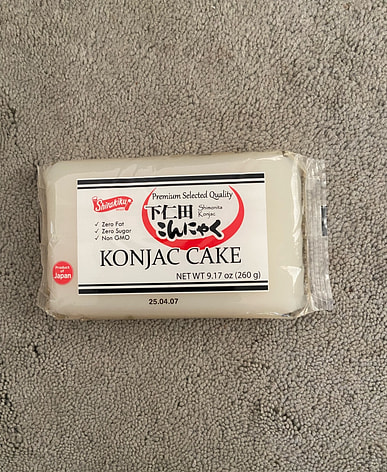 Shirakiku
Premium Selected Quality
✓ Zero Fat
✓ Zero Sugar
✓ Non GMO
下仁田
Shimonita
Konjac
こんにゃく
Product of
Japan
KONJAC CAKE
NET WT 9.17 oz (260 g)
25.04.07